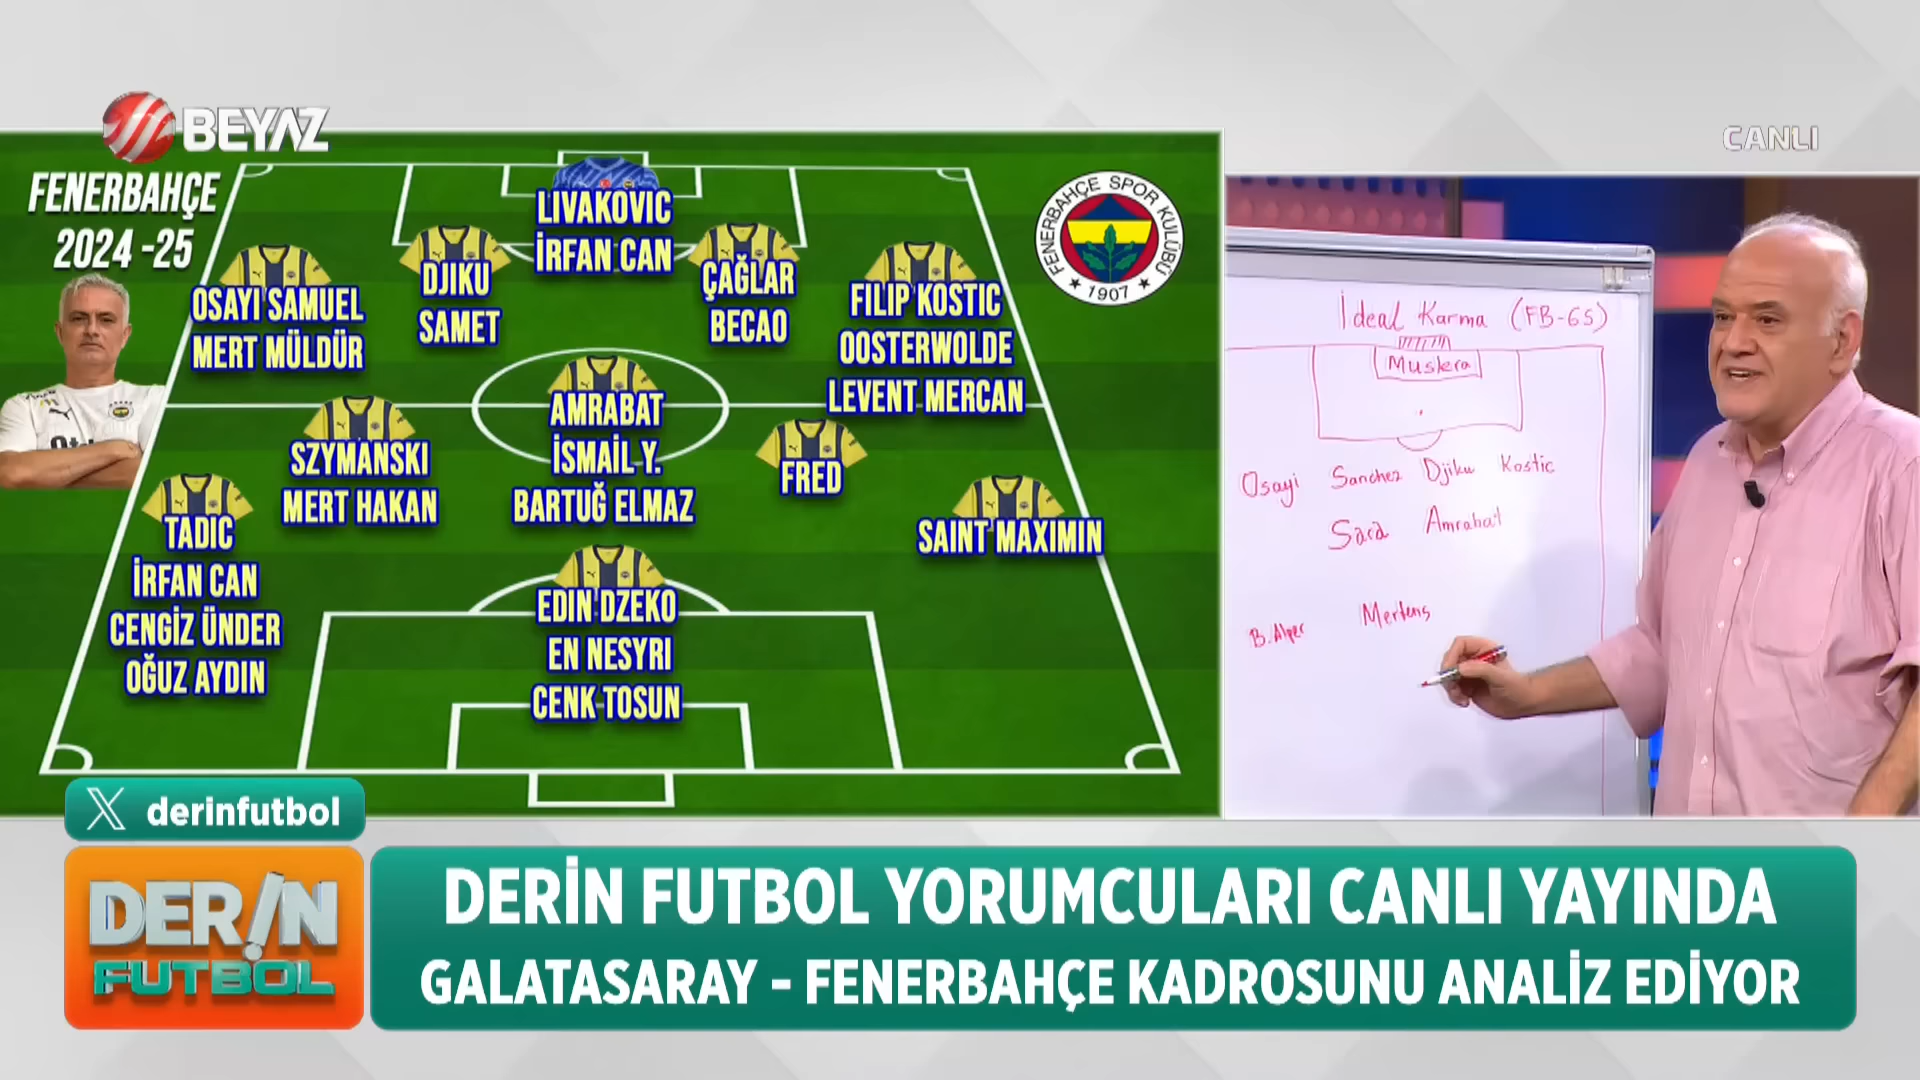 BEYAZ
CANLI
FENERBAHÇE
2024 -25
LIVAKOVIC
İRFAN CAN
OSAYI SAMUEL
MERT MÜLDÜR
DJIKU
SAMET
ÇAĞLAR
BECAO
FILIP KOSTIC
OOSTERWOLDE
LEVENT MERCAN
SZYMANSKI
MERT HAKAN
AMRABAT
İSMAİL Y.
BARTUĞ ELMAZ
FRED
TADIC
İRFAN CAN
CENGİZ ÜNDER
OĞUZ AYDIN
EDIN DZEKO
EN NESYRI
CENK TOSUN
SAINT MAXIMIN
FENERBAHÇE SPOR KULÜBÜ
★ 1907 ★
İdeal Karma (FB-GS)
Muslera
Osayi Sanchez Djiku Kostic
Sara Amrabat
B.Alper Mertens
derinfutbol
DERİN
FUTBOL
DERİN FUTBOL YORUMCULARI CANLI YAYINDA
GALATASARAY - FENERBAHÇE KADROSUNU ANALİZ EDİYOR